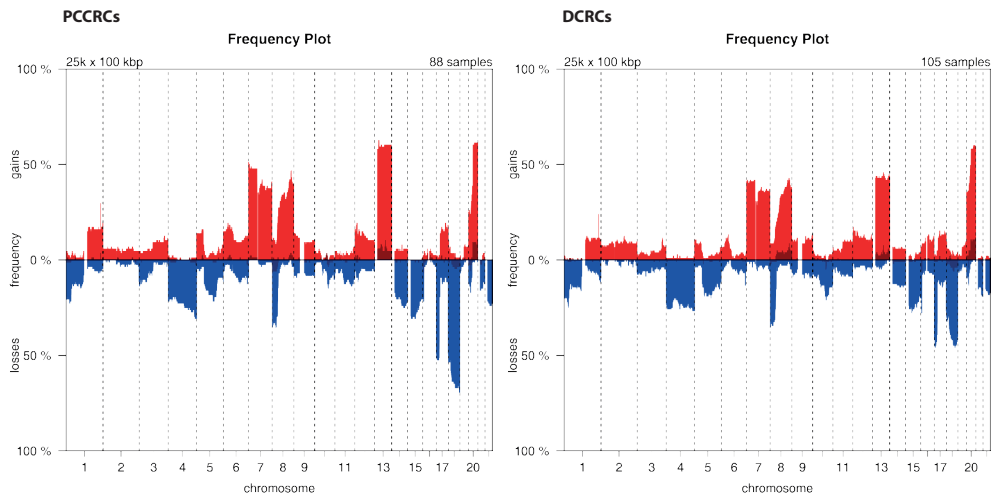 PCCRCs
Frequency Plot
25k x 100 kbp
88 samples
100 %
50 %
0 %
50 %
100 %
gains
frequency
losses
1 2 3 4 5 6 7 8 9 11 13 15 17 20
chromosome
DCRCs
Frequency Plot
25k x 100 kbp
105 samples
100 %
50 %
0 %
50 %
100 %
gains
frequency
losses
1 2 3 4 5 6 7 8 9 11 13 15 17 20
chromosome